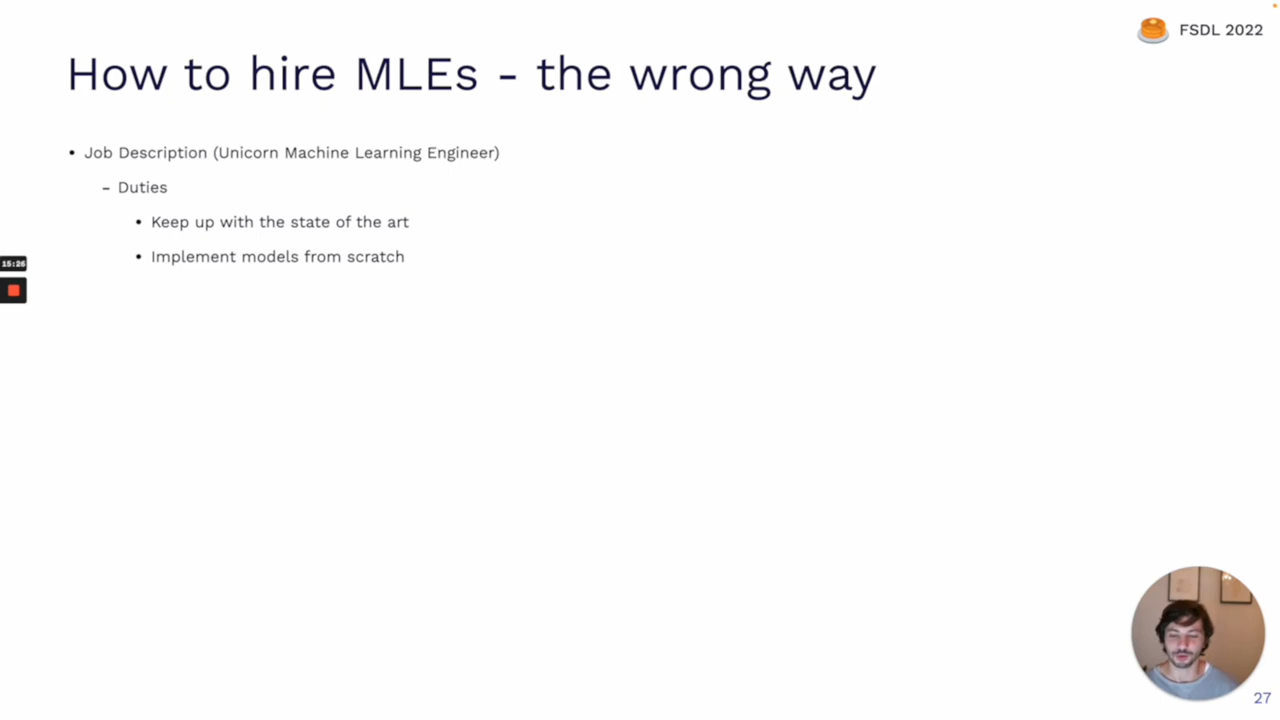 FSDL 2022
How to hire MLEs - the wrong way
• Job Description (Unicorn Machine Learning Engineer)
– Duties
• Keep up with the state of the art
• Implement models from scratch
15:26
27